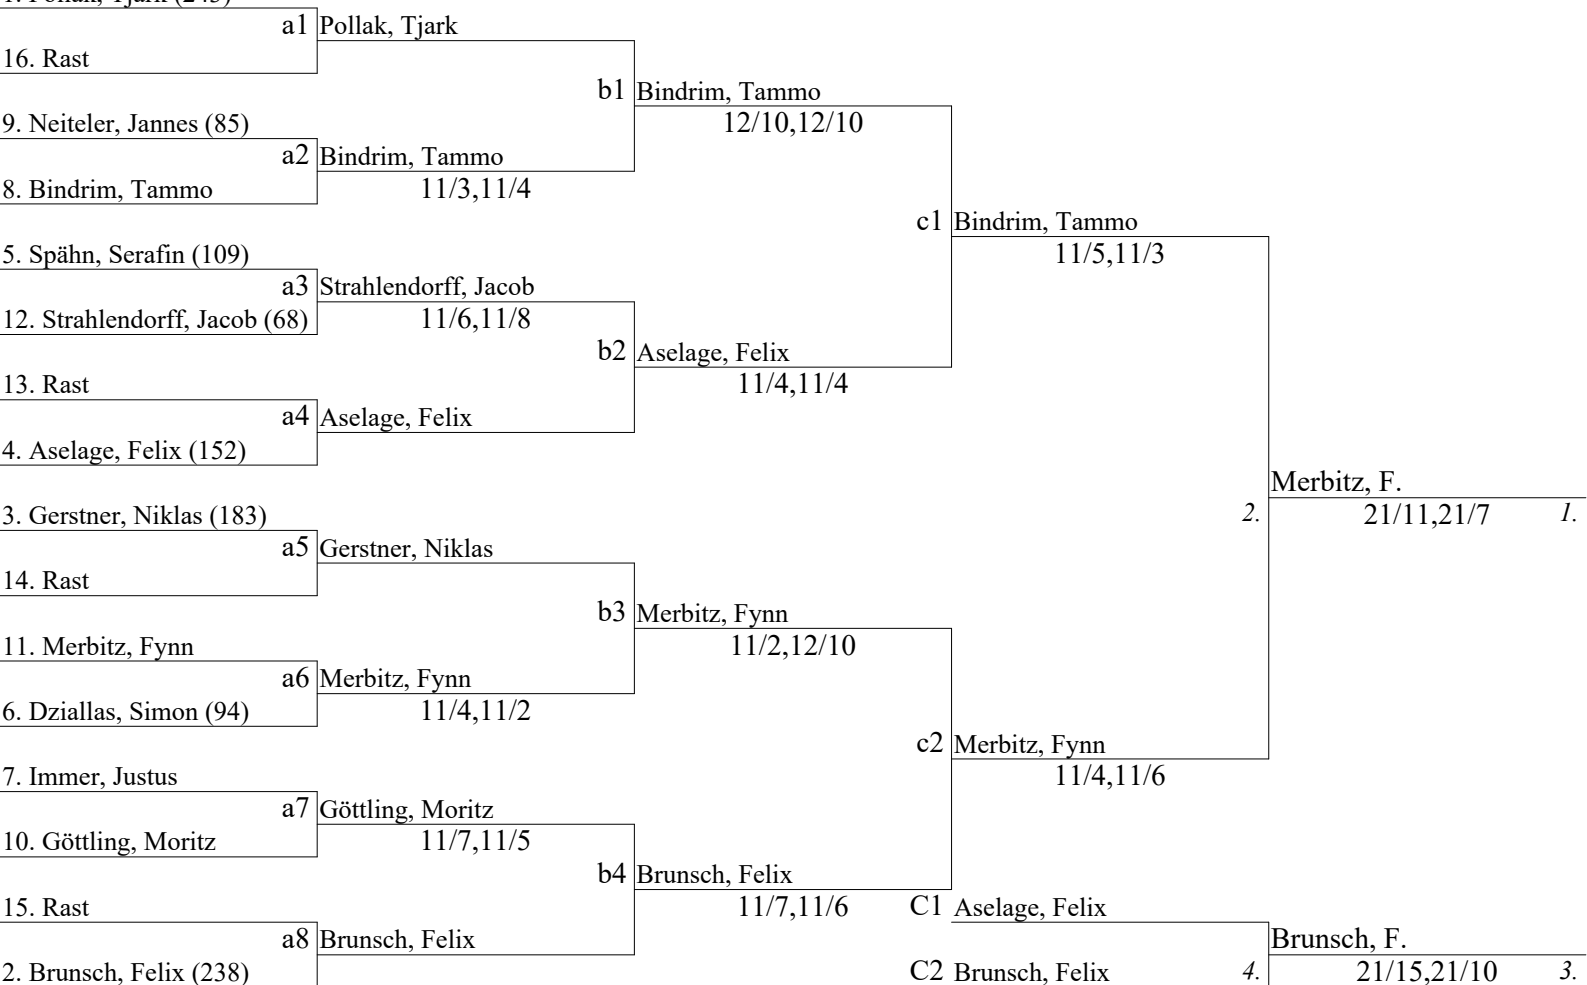 a1 Pollak, Tjark
16. Rast
b1 Bindrim, Tammo
12/10,12/10
9. Neiteler, Jannes (85)
a2 Bindrim, Tammo
8. Bindrim, Tammo
11/3,11/4
c1 Bindrim, Tammo
11/5,11/3
5. Spähn, Serafin (109)
a3 Strahlendorff, Jacob
12. Strahlendorff, Jacob (68)
11/6,11/8
b2 Aselage, Felix
11/4,11/4
13. Rast
a4 Aselage, Felix
4. Aselage, Felix (152)
Merbitz, F.
2. 21/11,21/7 1.
3. Gerstner, Niklas (183)
a5 Gerstner, Niklas
14. Rast
b3 Merbitz, Fynn
11/2,12/10
11. Merbitz, Fynn
a6 Merbitz, Fynn
6. Dziallas, Simon (94)
11/4,11/2
c2 Merbitz, Fynn
11/4,11/6
7. Immer, Justus
a7 Göttling, Moritz
10. Göttling, Moritz
11/7,11/5
b4 Brunsch, Felix
11/7,11/6
15. Rast
C1 Aselage, Felix
a8 Brunsch, Felix
Brunsch, F.
2. Brunsch, Felix (238)
C2 Brunsch, Felix
4. 21/15,21/10 3.